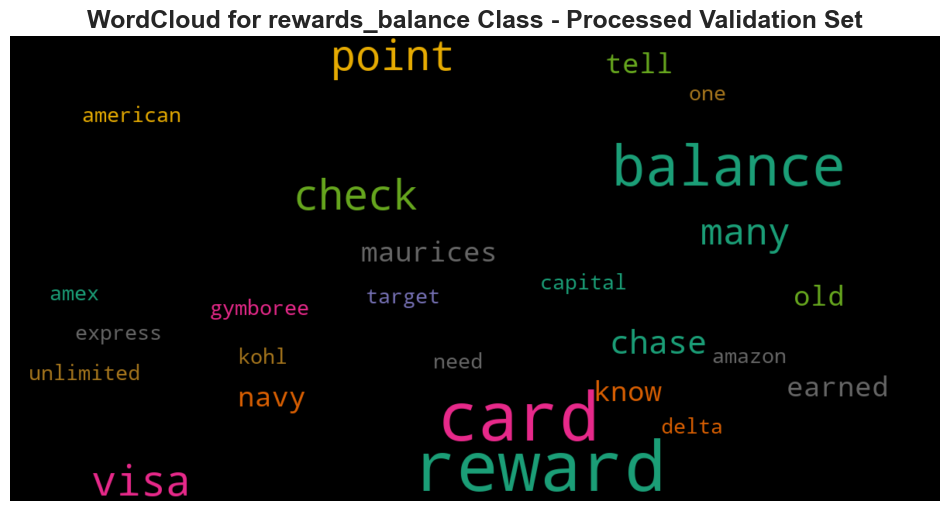 WordCloud for rewards_balance Class - Processed Validation Set
point
tell
one
american
balance
check
many
maurices
capital
amex
target
old
gymboree
express
chase
kohl
need
amazon
unlimited
navy
know
earned
card
delta
reward
visa